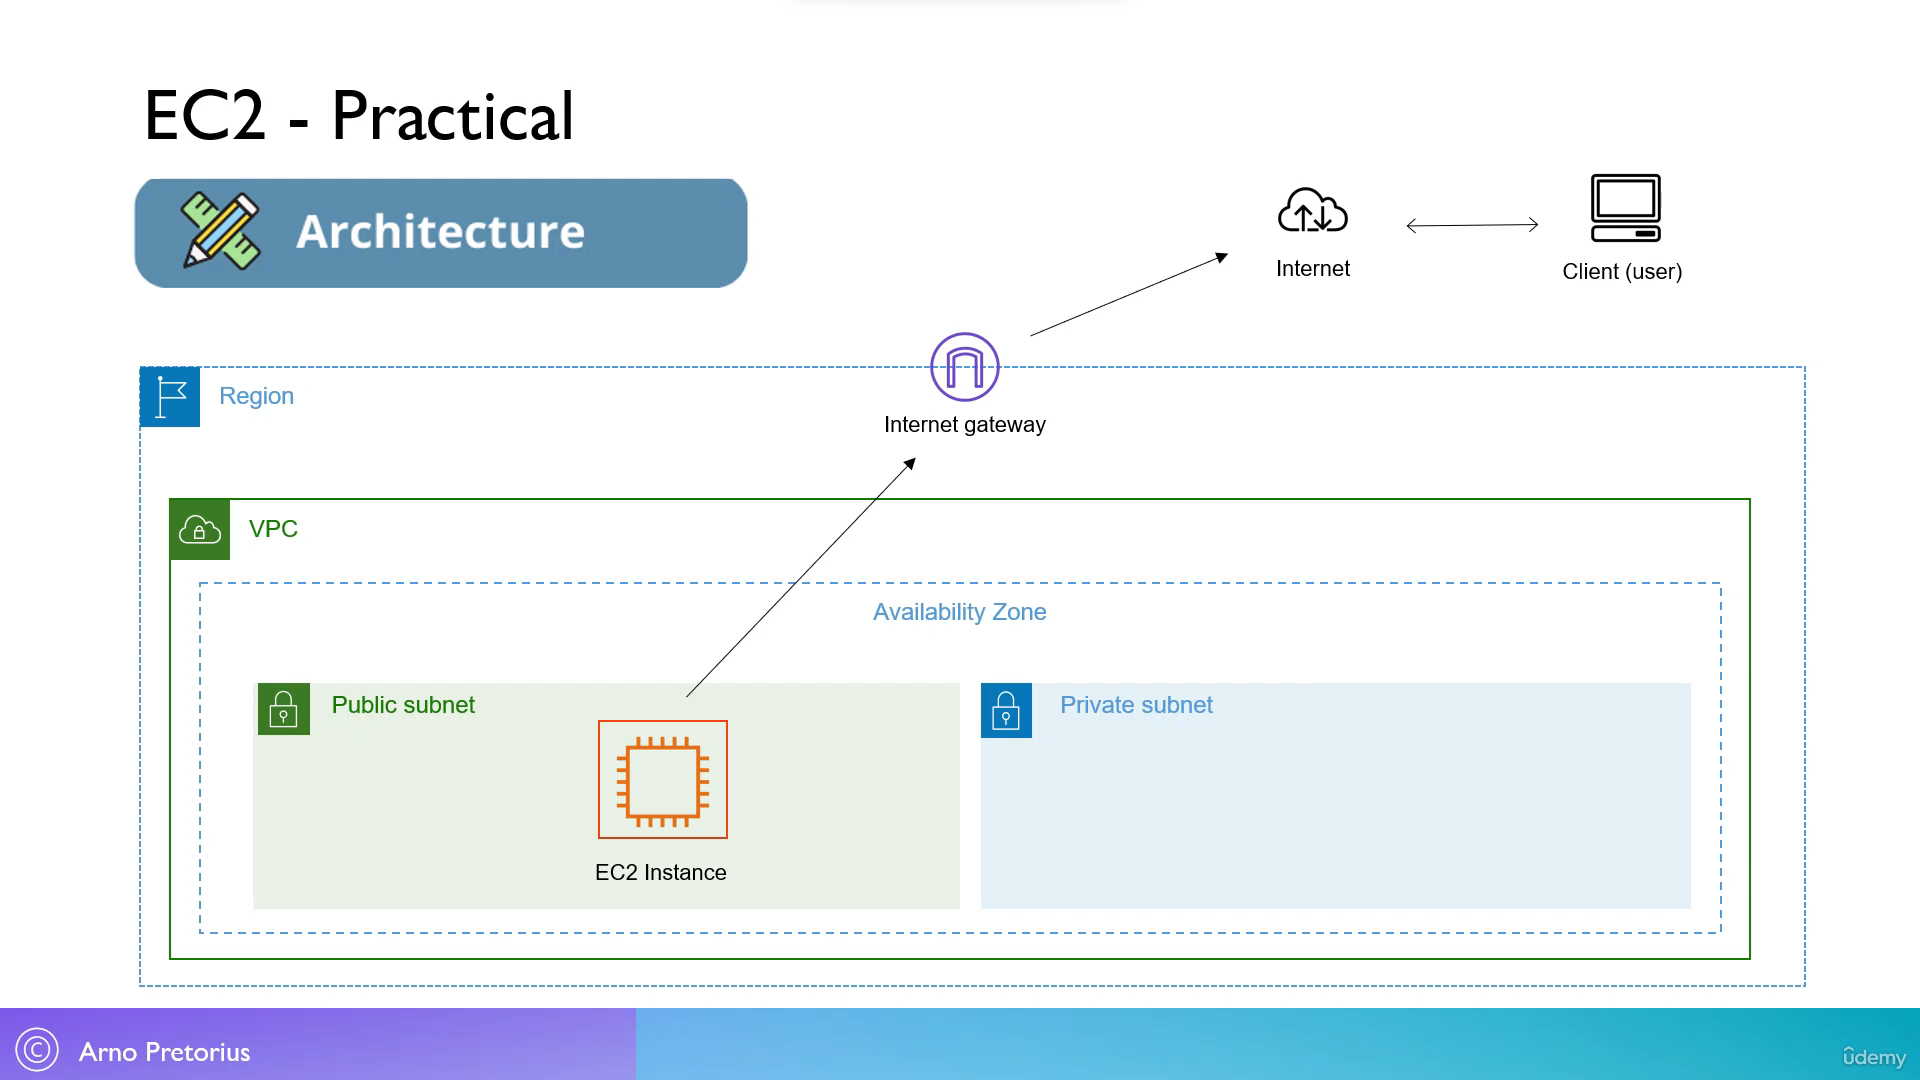 EC2 - Practical
Architecture
Internet
Client (user)
Region
Internet gateway
VPC
Availability Zone
Public subnet
Private subnet
EC2 Instance
© Arno Pretorius
ûdemy